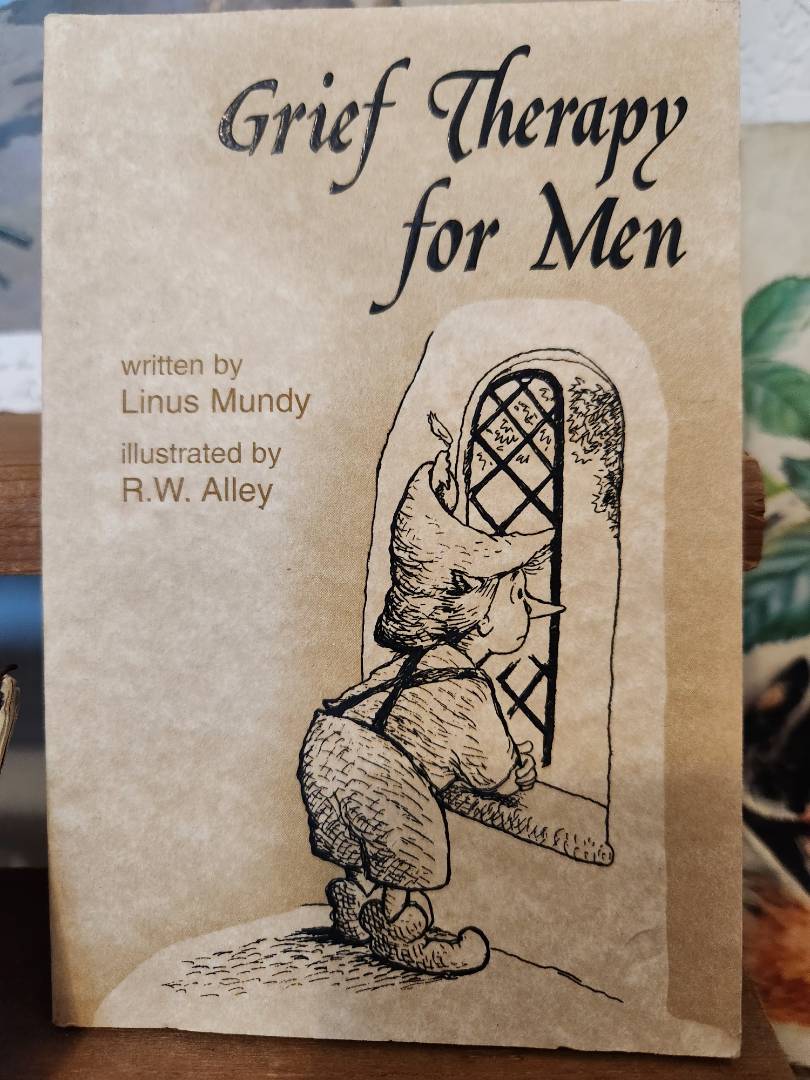 Grief Therapy
for Men
written by
Linus Mundy
illustrated by
R.W. Alley